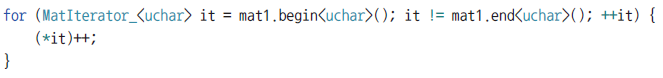 for (MatIterator_<uchar> it = mat1.begin<uchar>(); it != mat1.end<uchar>(); ++it) {
    (*it)++;
}